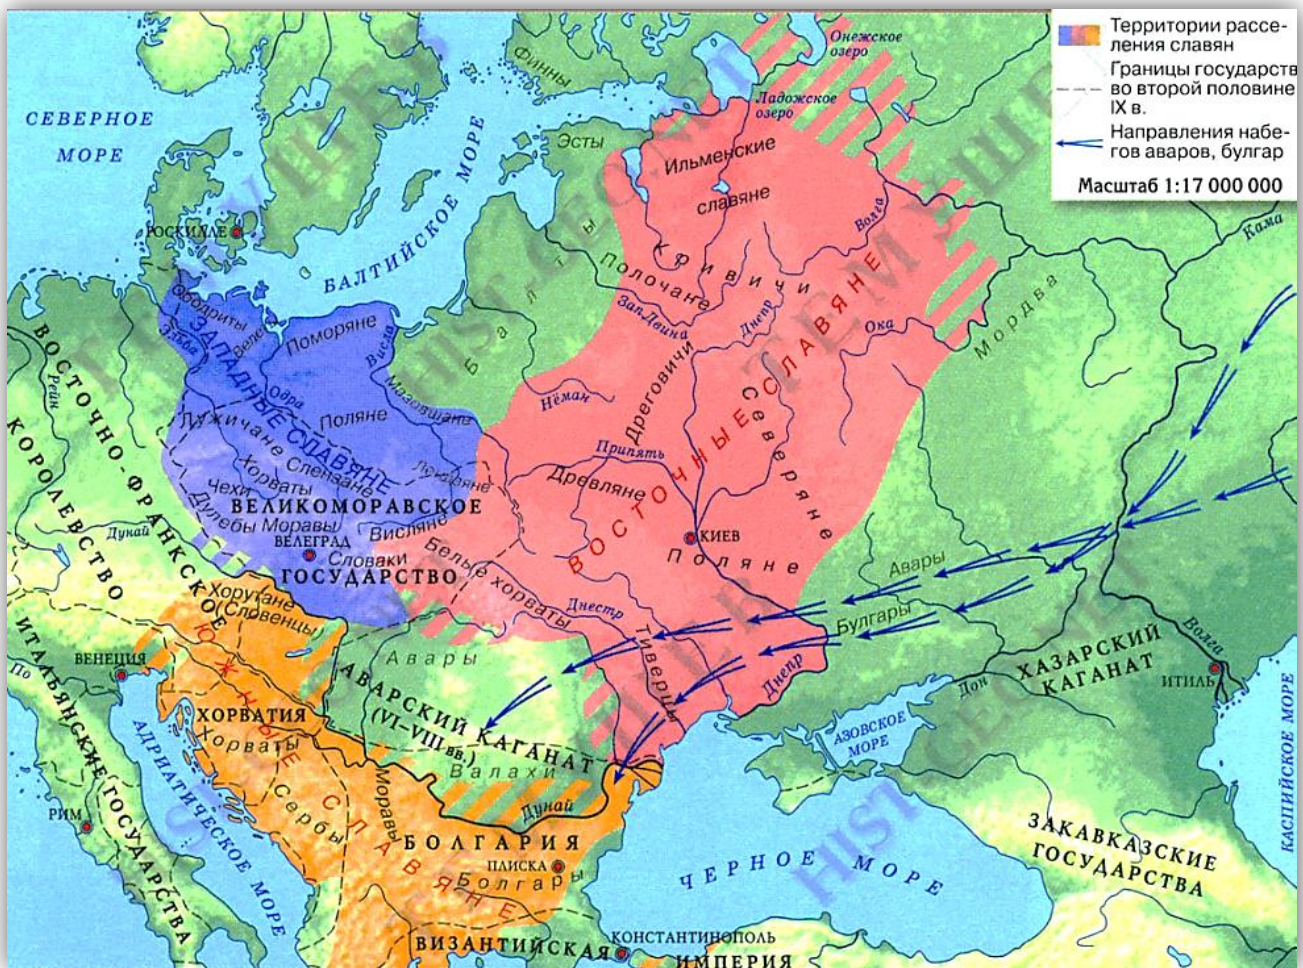 Территории рассе-
ления славян
Границы государств
во второй половине
IX в.
Направления набе-
гов аваров, булгар
Масштаб 1:17 000 000
Онежское
озеро
Финны
Ладожское
озеро
СЕВЕРНОЕ
МОРЕ
Эсты
Ильменские
славяне
РОСКИЛЛЕ
БАЛТИЙСКОЕ МОРЕ
Балты
Кривичи
Волга
Кама
Полочане
Зап.Двина
Днепр
Ока
Мордва
Ободриты
Эльба
ЗАПАДНЫЕ СЛАВЯНЕ
Поморяне
Висла
Мазовшане
Одра
Поляне
Лужичане
Слензане
Хорваты
Чехи
Дулебы
Моравы
Висляне
ВЕЛИКОМОРАВСКОЕ
ГОСУДАРСТВО
ВЕЛЕГРАД
Словаки
ВОСТОЧНО-ФРАНКСКОЕ
КОРОЛЕВСТВО
Рейн
Дунай
Неман
Дреговичи
Припять
Древляне
Северяне
ВОСТОЧНЫЕ СЛАВЯНЕ
КИЕВ
Поляне
Белые хорваты
Днестр
Тиверцы
Днепр
Авары
Булгары
Хорутане
(Словенцы)
ЮЖНЫЕ СЛАВЯНЕ
ИТАЛЬЯНСКИЕ ГОСУДАРСТВА
По
ВЕНЕЦИЯ
РИМ
АДРИАТИЧЕСКОЕ МОРЕ
ХОРВАТИЯ
Хорваты
Сербы
Авары
АВАРСКИЙ КАГАНАТ
(VI–VIII вв.)
Валахи
Дунай
Моравы
БОЛГАРИЯ
ПЛИСКА
Болгары
ВИЗАНТИЙСКАЯ
ИМПЕРИЯ
КОНСТАНТИНОПОЛЬ
ЧЕРНОЕ МОРЕ
АЗОВСКОЕ
МОРЕ
Дон
ХАЗАРСКИЙ
КАГАНАТ
Волга
ИТИЛЬ
КАСПИЙСКОЕ МОРЕ
ЗАКАВКАЗСКИЕ
ГОСУДАРСТВА